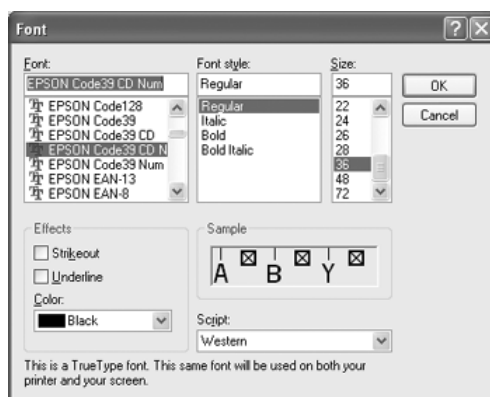 Font
Font: Font style: Size:
EPSON Code39 CD Num Regular 36 OK
EPSON Code128 Regular 22 Cancel
EPSON Code39 Italic 24
EPSON Code39 CD Bold 26
EPSON Code39 CD N Bold Italic 28
EPSON Code39 Num 36
EPSON EAN-13 48
EPSON EAN-8 72
Effects Sample
Strikeout A B Y
Underline
Color:
Black Script:
Western
This is a TrueType font. This same font will be used on both your
printer and your screen.